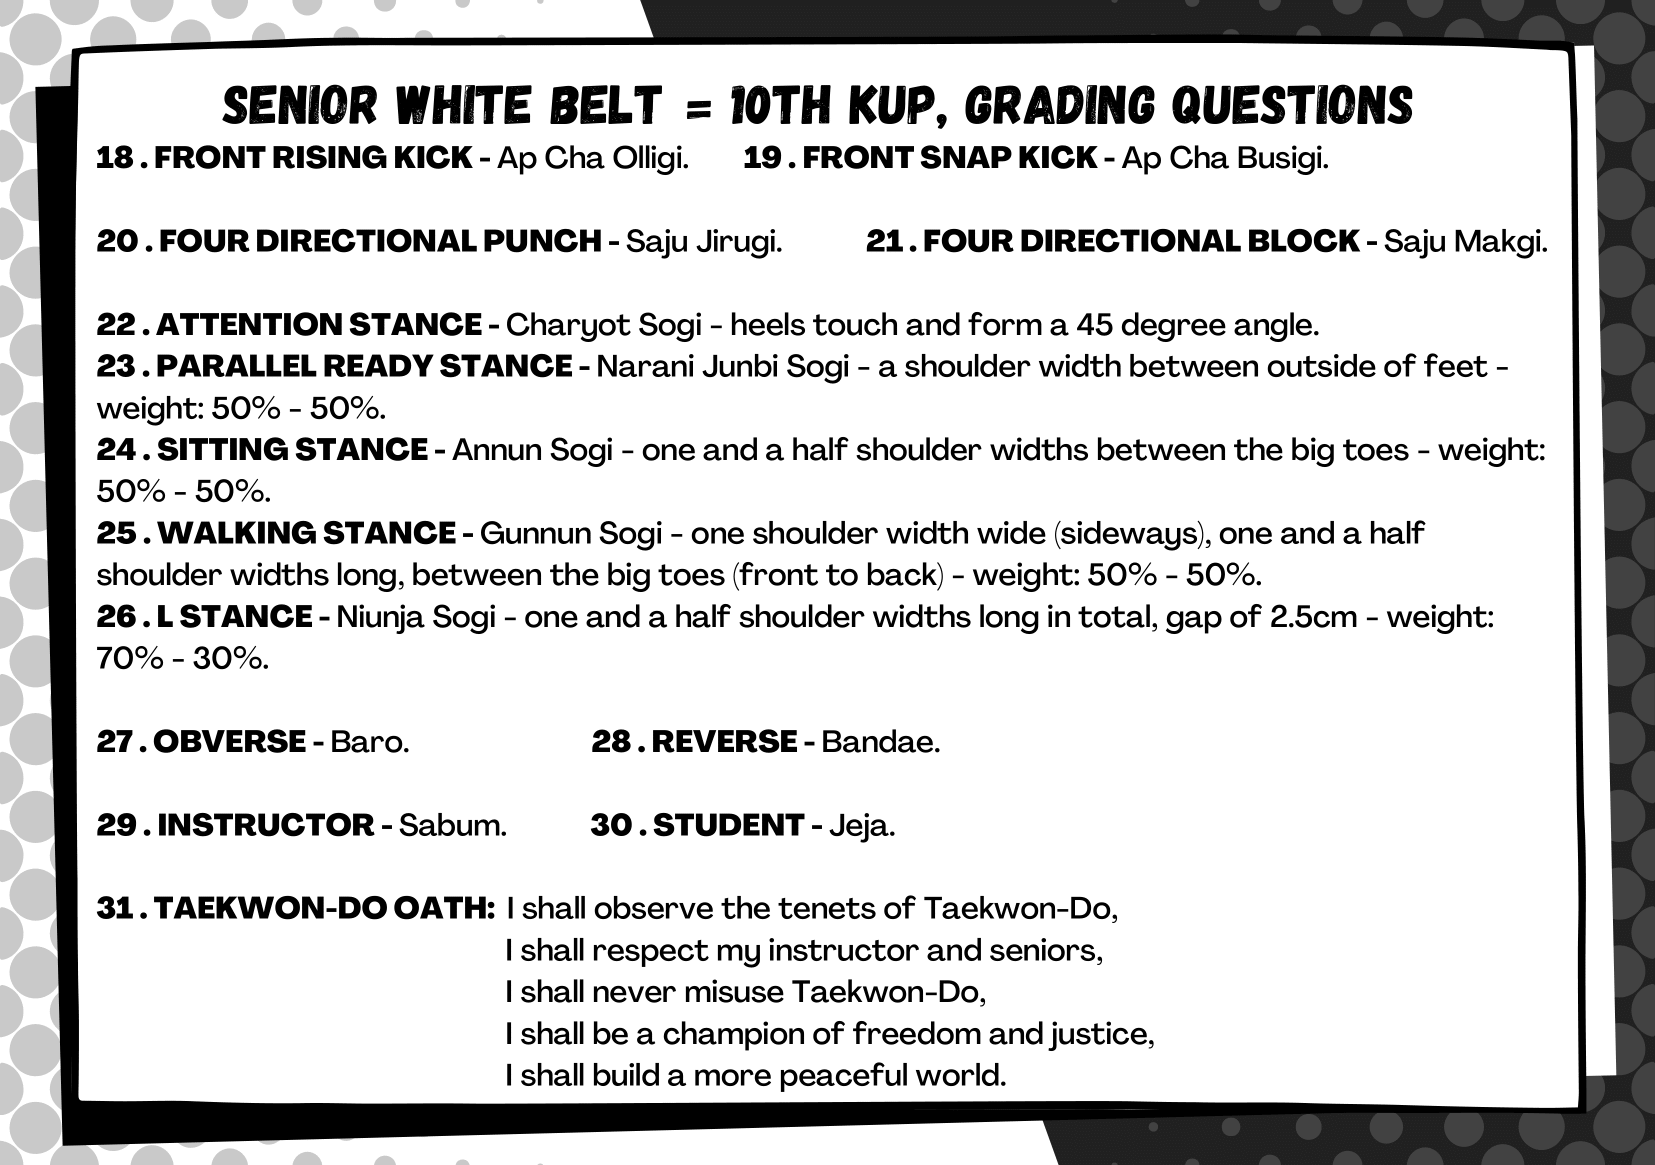 SENIOR WHITE BELT = 10TH KUP, GRADING QUESTIONS
18 . FRONT RISING KICK - Ap Cha Olligi. 19 . FRONT SNAP KICK - Ap Cha Busigi.
20 . FOUR DIRECTIONAL PUNCH - Saju Jirugi. 21 . FOUR DIRECTIONAL BLOCK - Saju Makgi.
22 . ATTENTION STANCE - Charyot Sogi - heels touch and form a 45 degree angle.
23 . PARALLEL READY STANCE - Narani Junbi Sogi - a shoulder width between outside of feet -
weight: 50% - 50%.
24 . SITTING STANCE - Annun Sogi - one and a half shoulder widths between the big toes - weight:
50% - 50%.
25 . WALKING STANCE - Gunnun Sogi - one shoulder width wide (sideways), one and a half
shoulder widths long, between the big toes (front to back) - weight: 50% - 50%.
26 . L STANCE - Niunja Sogi - one and a half shoulder widths long in total, gap of 2.5cm - weight:
70% - 30%.
27 . OBVERSE - Baro. 28 . REVERSE - Bandae.
29 . INSTRUCTOR - Sabum. 30 . STUDENT - Jeja.
31 . TAEKWON-DO OATH: I shall observe the tenets of Taekwon-Do,
I shall respect my instructor and seniors,
I shall never misuse Taekwon-Do,
I shall be a champion of freedom and justice,
I shall build a more peaceful world.